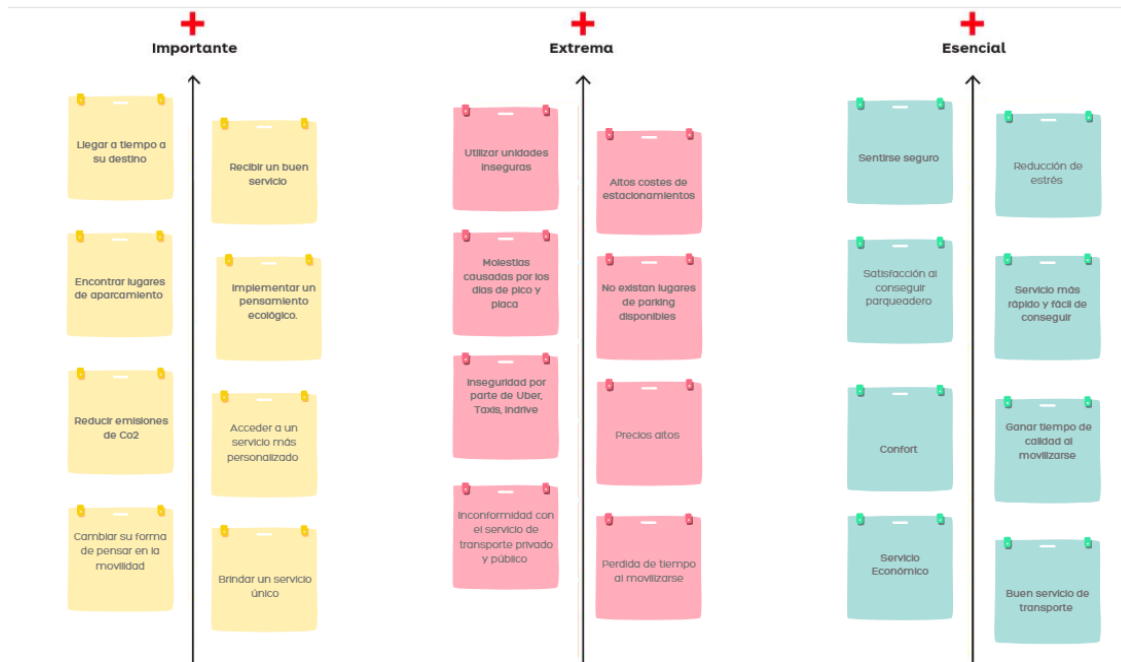 Importante
Llegar a tiempo a
su destino
Recibir un buen
servicio
Encontrar lugares
de aparcamiento
Implementar un
pensamiento
ecológico.
Reducir emisiones
de Co2
Acceder a un
servicio más
personalizado
Cambiar su forma
de pensar en la
movilidad
Brindar un servicio
único
Extrema
Utilizar unidades
inseguras
Altos costes de
estacionamientos
Molestias
causadas por los
días de pico y
placa
No existan lugares
de parking
disponibles
Inseguridad por
parte de Uber,
Taxis, Indrive
Precios altos
Inconformidad con
el servicio de
transporte privado
y público
Perdida de tiempo
al movilizarse
Esencial
Sentirse seguro
Reducción de
estrés
Satisfacción al
conseguir
parqueadero
Servicio más
rápido y fácil de
conseguir
Confort
Ganar tiempo de
calidad al
movilizarse
Servicio
Económico
Buen servicio de
transporte